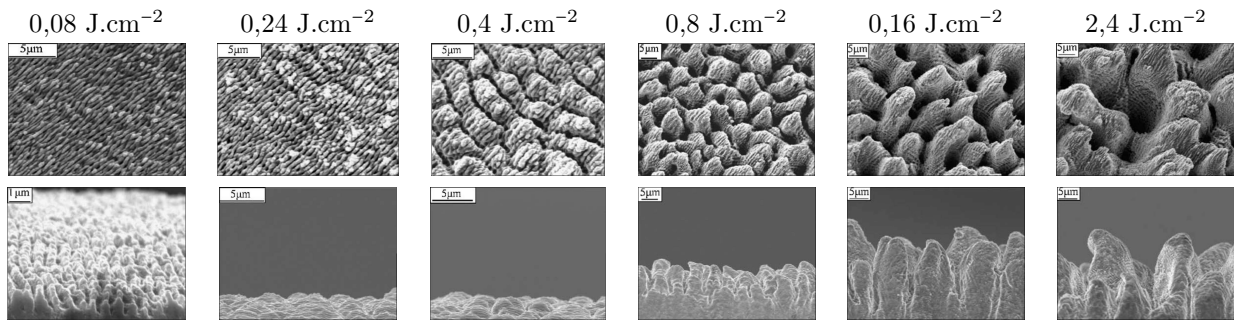 0,08 J.cm⁻² 0,24 J.cm⁻² 0,4 J.cm⁻² 0,8 J.cm⁻² 0,16 J.cm⁻² 2,4 J.cm⁻²
5µm 5µm 5µm 5µm 5µm 5µm
1µm 5µm 5µm 5µm 5µm 5µm